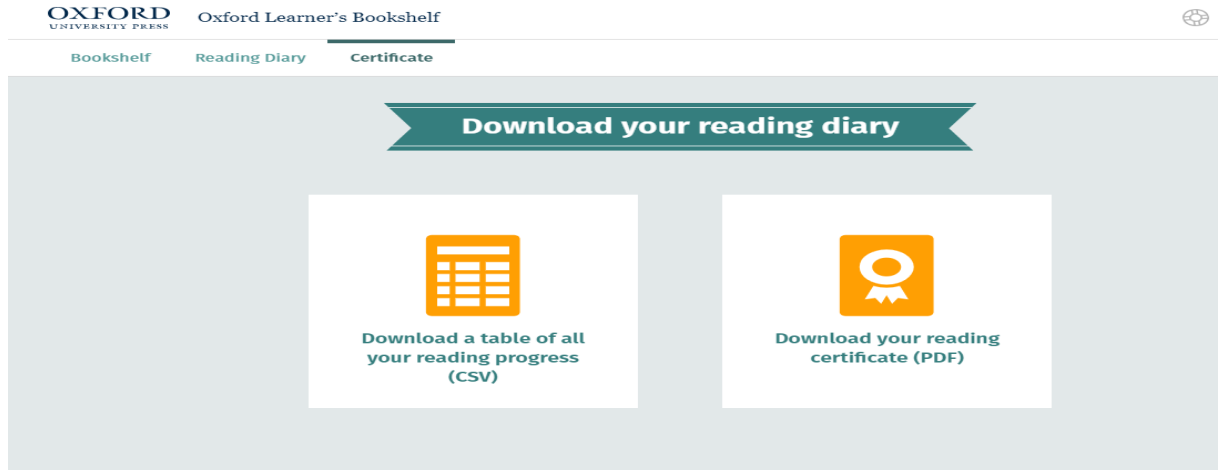 OXFORD
UNIVERSITY PRESS
Oxford Learner's Bookshelf
Bookshelf
Reading Diary
Certificate
Download your reading diary
Download a table of all
your reading progress
(CSV)
Download your reading
certificate (PDF)